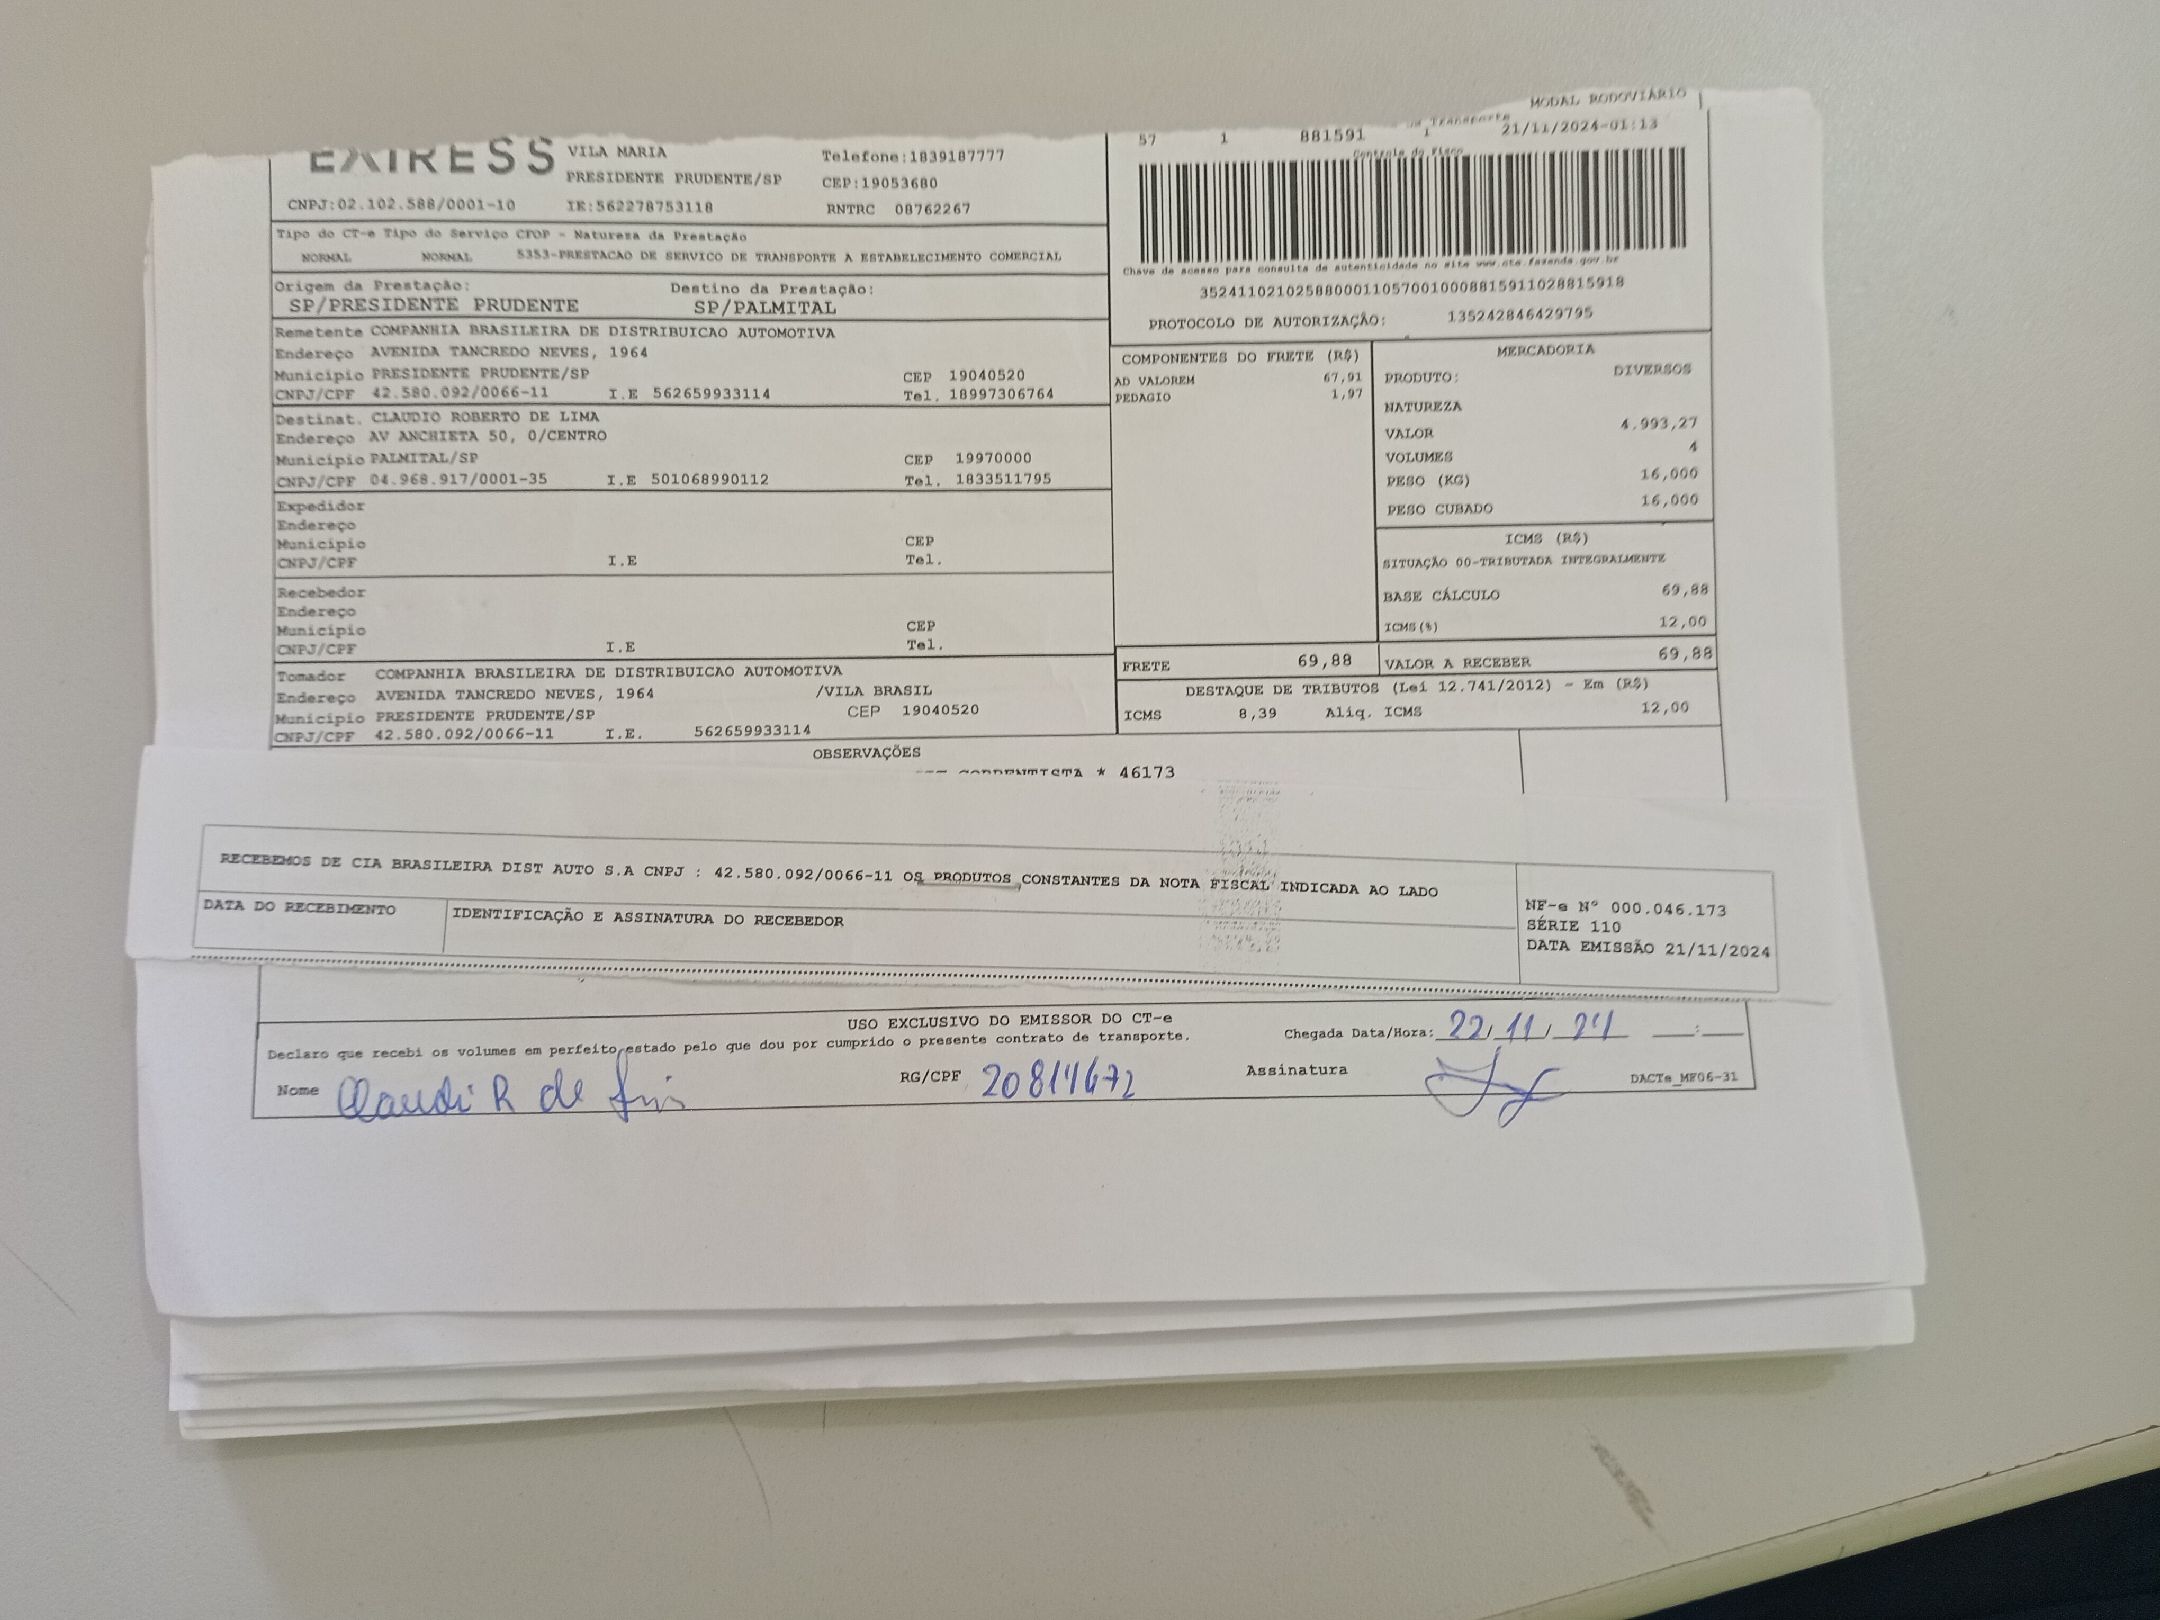 MODAL RODOVIÁRIO
Transporte
57 1 881591 1 21/11/2024-01:13
VILA MARIA Telefone:1839187777
PRESIDENTE PRUDENTE/SP CEP:19053680
CNPJ:02.102.588/0001-10 IE:562278753118 RNTRC 08762267
Controle do Fisco
Chave de acesso para consulta de autenticidade no site www.cte.fazenda.gov.br
35241102102588000110570010008815911028815918
PROTOCOLO DE AUTORIZAÇÃO: 135242846429795
Tipo do CT-e Tipo do Serviço CFOP - Natureza da Prestação
NORMAL NORMAL 5353-PRESTACAO DE SERVICO DE TRANSPORTE A ESTABELECIMENTO COMERCIAL
Origem da Prestação: Destino da Prestação:
SP/PRESIDENTE PRUDENTE SP/PALMITAL
Remetente COMPANHIA BRASILEIRA DE DISTRIBUICAO AUTOMOTIVA
Endereço AVENIDA TANCREDO NEVES, 1964
Município PRESIDENTE PRUDENTE/SP CEP 19040520
CNPJ/CPF 42.580.092/0066-11 I.E 562659933114 Tel. 18997306764
Destinat. CLAUDIO ROBERTO DE LIMA
Endereço AV ANCHIETA 50, 0/CENTRO
Município PALMITAL/SP CEP 19970000
CNPJ/CPF 04.968.917/0001-35 I.E 501068990112 Tel. 1833511795
Expedidor
Endereço
Município CEP
CNPJ/CPF I.E Tel.
Recebedor
Endereço
Município CEP
CNPJ/CPF I.E Tel.
Tomador COMPANHIA BRASILEIRA DE DISTRIBUICAO AUTOMOTIVA
Endereço AVENIDA TANCREDO NEVES, 1964 /VILA BRASIL
Município PRESIDENTE PRUDENTE/SP CEP 19040520
CNPJ/CPF 42.580.092/0066-11 I.E. 562659933114
COMPONENTES DO FRETE (R$)
AD VALOREM 67,91
PEDAGIO 1,97
MERCADORIA
PRODUTO: DIVERSOS
NATUREZA
VALOR 4.993,27
VOLUMES 4
PESO (KG) 16,000
PESO CUBADO 16,000
ICMS (R$)
SITUAÇÃO 00-TRIBUTADA INTEGRALMENTE
BASE CÁLCULO 69,88
ICMS(%) 12,00
FRETE 69,88 VALOR A RECEBER 69,88
DESTAQUE DE TRIBUTOS (Lei 12.741/2012) - Em (R$)
ICMS 8,39 Alíq. ICMS 12,00
OBSERVAÇÕES
* 46173
RECEBEMOS DE CIA BRASILEIRA DIST AUTO S.A CNPJ : 42.580.092/0066-11 OS PRODUTOS CONSTANTES DA NOTA FISCAL INDICADA AO LADO
DATA DO RECEBIMENTO IDENTIFICAÇÃO E ASSINATURA DO RECEBEDOR
NF-e Nº 000.046.173
SÉRIE 110
DATA EMISSÃO 21/11/2024
USO EXCLUSIVO DO EMISSOR DO CT-e
Declaro que recebi os volumes em perfeito estado pelo que dou por cumprido o presente contrato de transporte. Chegada Data/Hora: 22/11/24 __:__
Nome Claudi R de RG/CPF 20814672 Assinatura DACTe_MF06-31